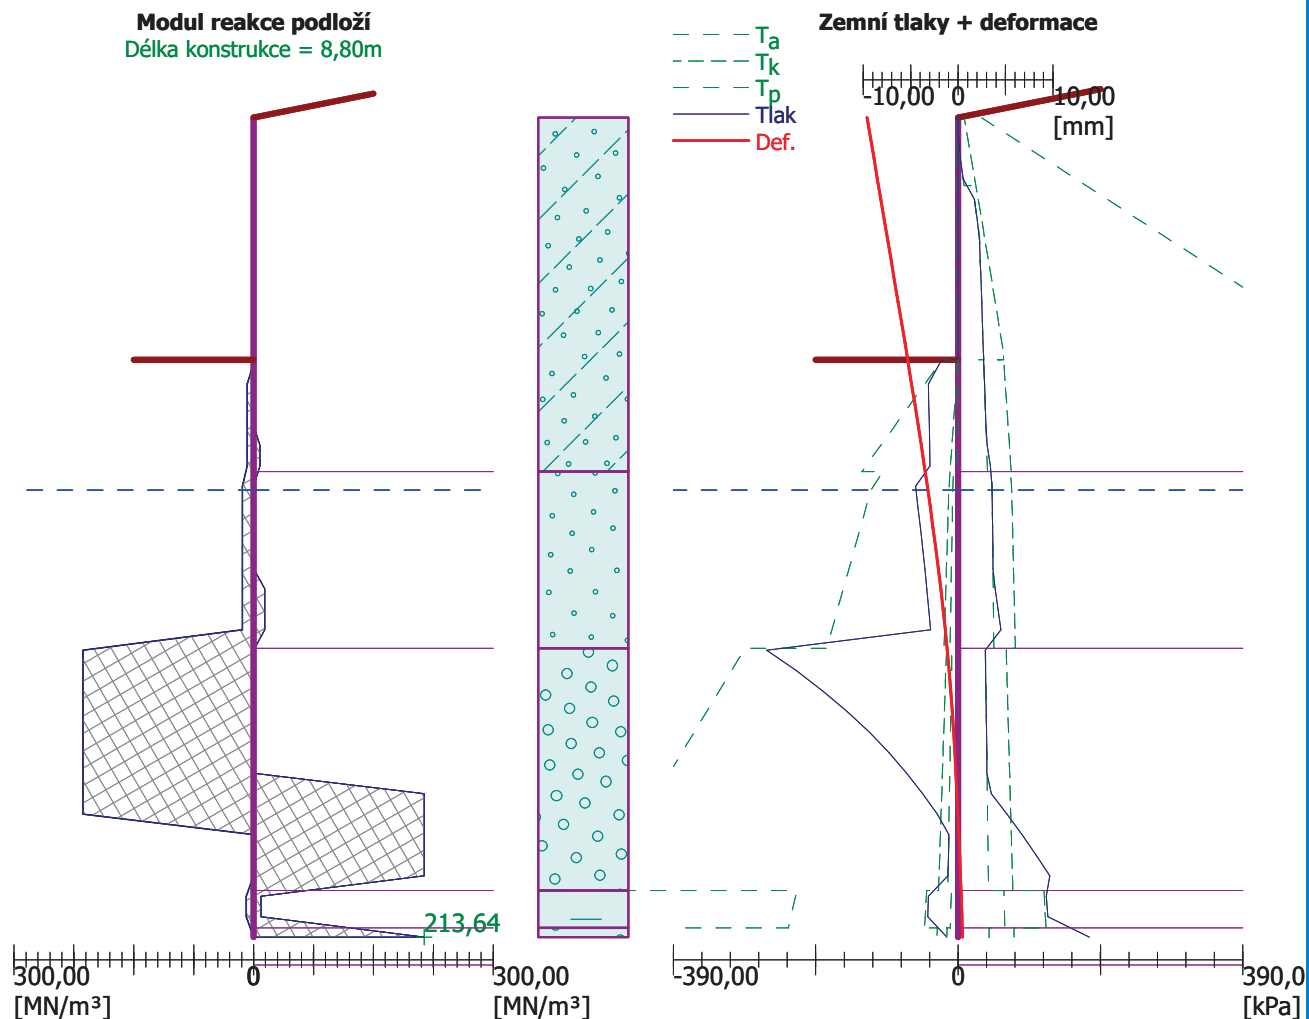 Modul reakce podloží
Délka konstrukce = 8,80m
Ta
Tk
Tp
Tlak
Def.
Zemní tlaky + deformace
-10,00 0 10,00
[mm]
213,64
300,00 0 300,00
[MN/m³] [MN/m³]
-390,00 0 390,0
[kPa]